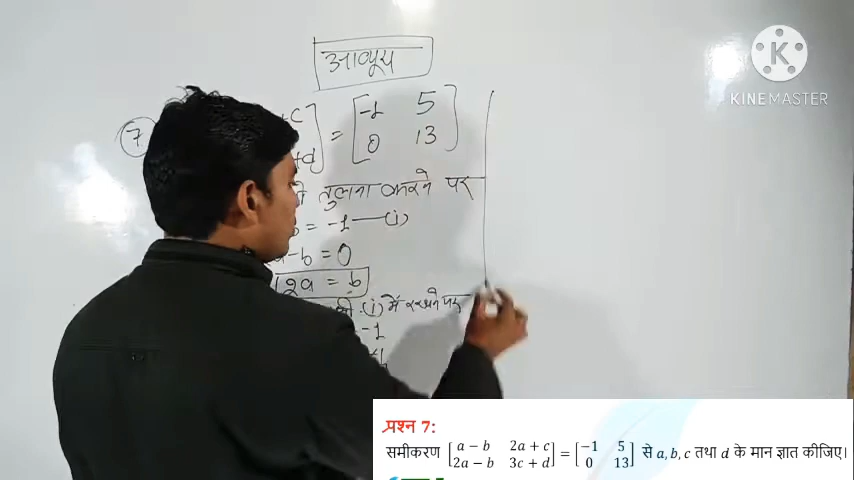 आव्यूह
KINEMASTER
7
+c] = [-1 5
+d] 0 13]
की तुलना करने पर
b = -1 — (i)
a-b = 0
2a = b
की (i) में रखने पर
-1
प्रश्न 7:
समीकरण [a − b 2a + c
2a − b 3c + d] = [−1 5
0 13] से a, b, c तथा d के मान ज्ञात कीजिए।